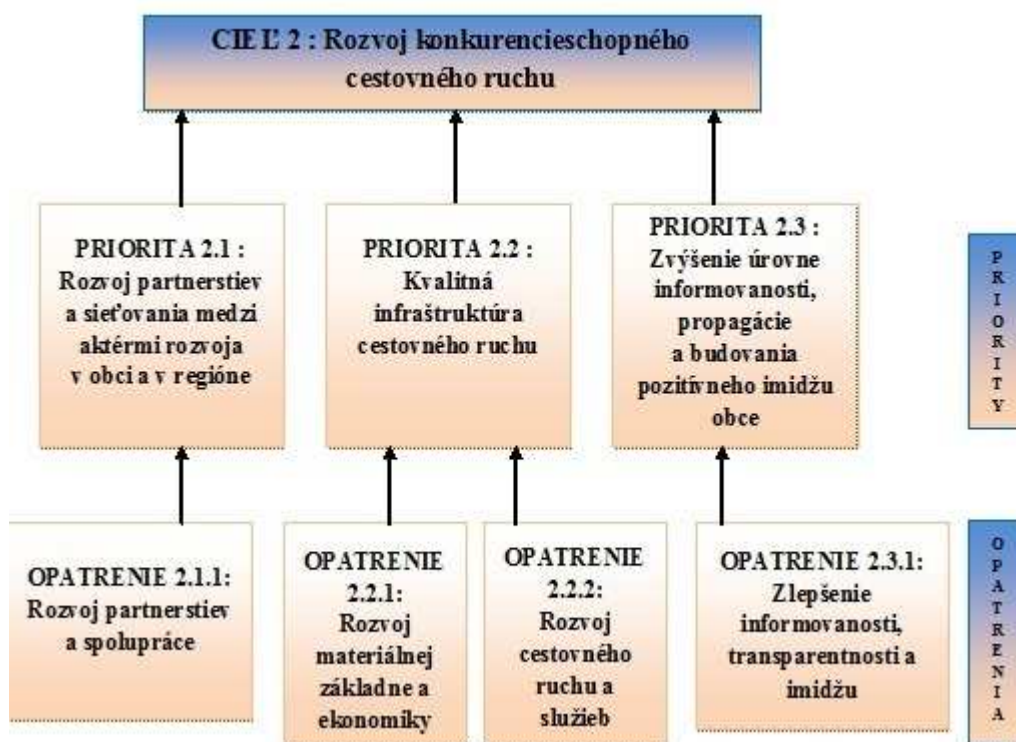 CIEĽ 2 : Rozvoj konkurencieschopného
cestovného ruchu
PRIORITA 2.1 :
Rozvoj partnerstiev
a sieťovania medzi
aktérmi rozvoja
v obci a v regióne
PRIORITA 2.2 :
Kvalitná
infraštruktúra
cestovného ruchu
PRIORITA 2.3 :
Zvýšenie úrovne
informovanosti,
propagácie
a budovania
pozitívneho imidžu
obce
P
R
I
O
R
I
T
Y
OPATRENIE 2.1.1:
Rozvoj partnerstiev
a spolupráce
OPATRENIE
2.2.1:
Rozvoj
materiálnej
základne a
ekonomiky
OPATRENIE
2.2.2:
Rozvoj
cestovného
ruchu a
služieb
OPATRENIE 2.3.1:
Zlepšenie
informovanosti,
transparentnosti a
imidžu
O
P
A
T
R
E
N
I
A